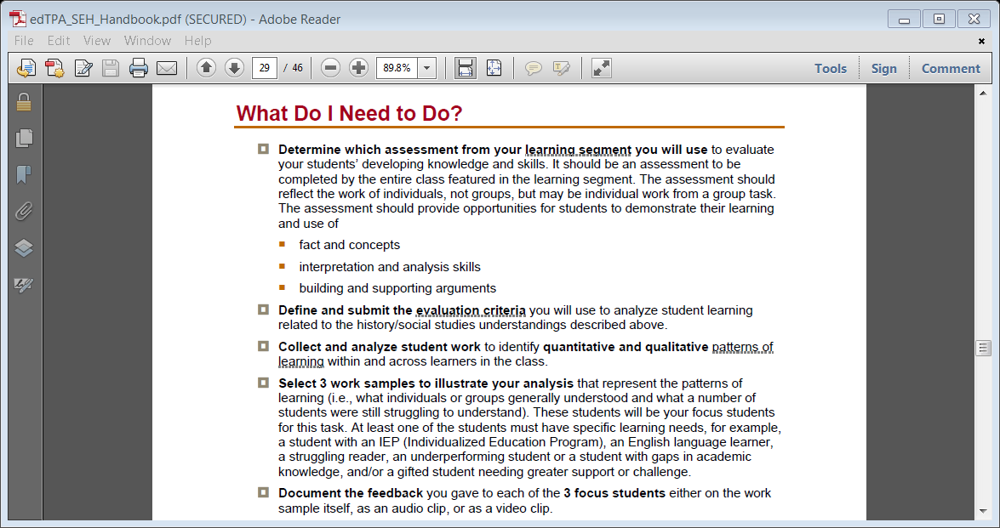 edTPA_SEH_Handbook.pdf (SECURED) - Adobe Reader
File Edit View Window Help
29 / 46 89.8% Tools Sign Comment
What Do I Need to Do?
Determine which assessment from your learning segment you will use to evaluate
your students’ developing knowledge and skills. It should be an assessment to be
completed by the entire class featured in the learning segment. The assessment should
reflect the work of individuals, not groups, but may be individual work from a group task.
The assessment should provide opportunities for students to demonstrate their learning
and use of
fact and concepts
interpretation and analysis skills
building and supporting arguments
Define and submit the evaluation criteria you will use to analyze student learning
related to the history/social studies understandings described above.
Collect and analyze student work to identify quantitative and qualitative patterns of
learning within and across learners in the class.
Select 3 work samples to illustrate your analysis that represent the patterns of
learning (i.e., what individuals or groups generally understood and what a number of
students were still struggling to understand). These students will be your focus students
for this task. At least one of the students must have specific learning needs, for example,
a student with an IEP (Individualized Education Program), an English language learner,
a struggling reader, an underperforming student or a student with gaps in academic
knowledge, and/or a gifted student needing greater support or challenge.
Document the feedback you gave to each of the 3 focus students either on the work
sample itself, as an audio clip, or as a video clip.